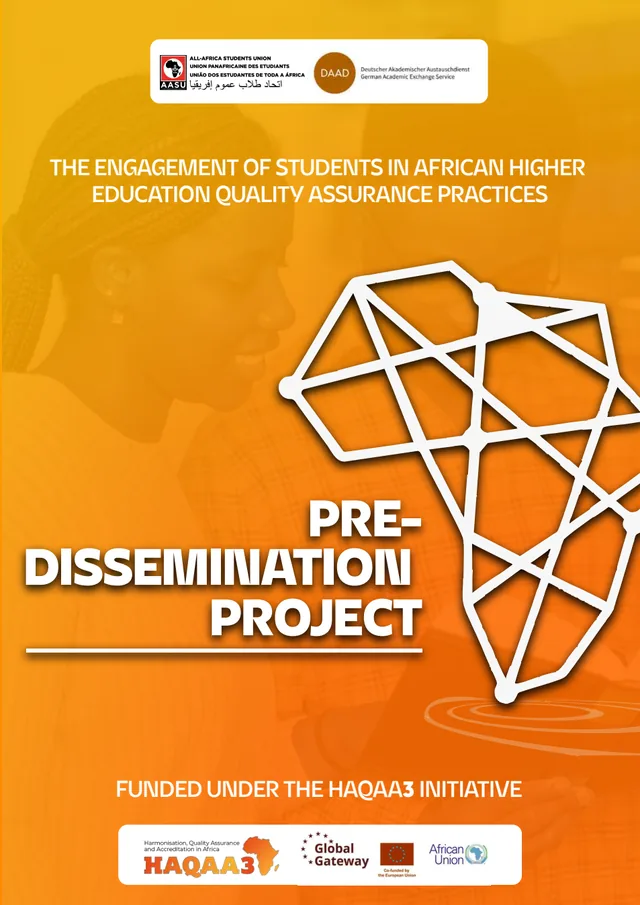 ALL-AFRICA STUDENTS UNION
UNION PANAFRICAINE DES ETUDIANTS
UNIÃO DOS ESTUDANTES DE TODA A ÁFRICA
اتحاد طلاب عموم إفريقيا
AASU
DAAD
Deutscher Akademischer Austauschdienst
German Academic Exchange Service
THE ENGAGEMENT OF STUDENTS IN AFRICAN HIGHER
EDUCATION QUALITY ASSURANCE PRACTICES
PRE-
DISSEMINATION
PROJECT
FUNDED UNDER THE HAQAA3 INITIATIVE
Harmonisation, Quality Assurance
and Accreditation in Africa
HAQAA3
Global
Gateway
Co-funded by
the European Union
African
Union